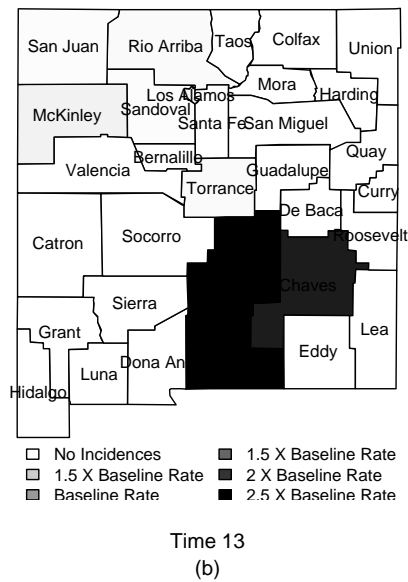 San Juan
Rio Arriba
Taos
Colfax
Union
Los Alamos
Mora
Harding
McKinley
Sandoval
Santa Fe
San Miguel
Bernalillo
Quay
Valencia
Guadalupe
Torrance
Curry
De Baca
Roosevelt
Catron
Socorro
Chaves
Sierra
Grant
Lea
Eddy
Dona An
Luna
Hidalgo
No Incidences
1.5 X Baseline Rate
1.5 X Baseline Rate
2 X Baseline Rate
Baseline Rate
2.5 X Baseline Rate
Time 13
(b)